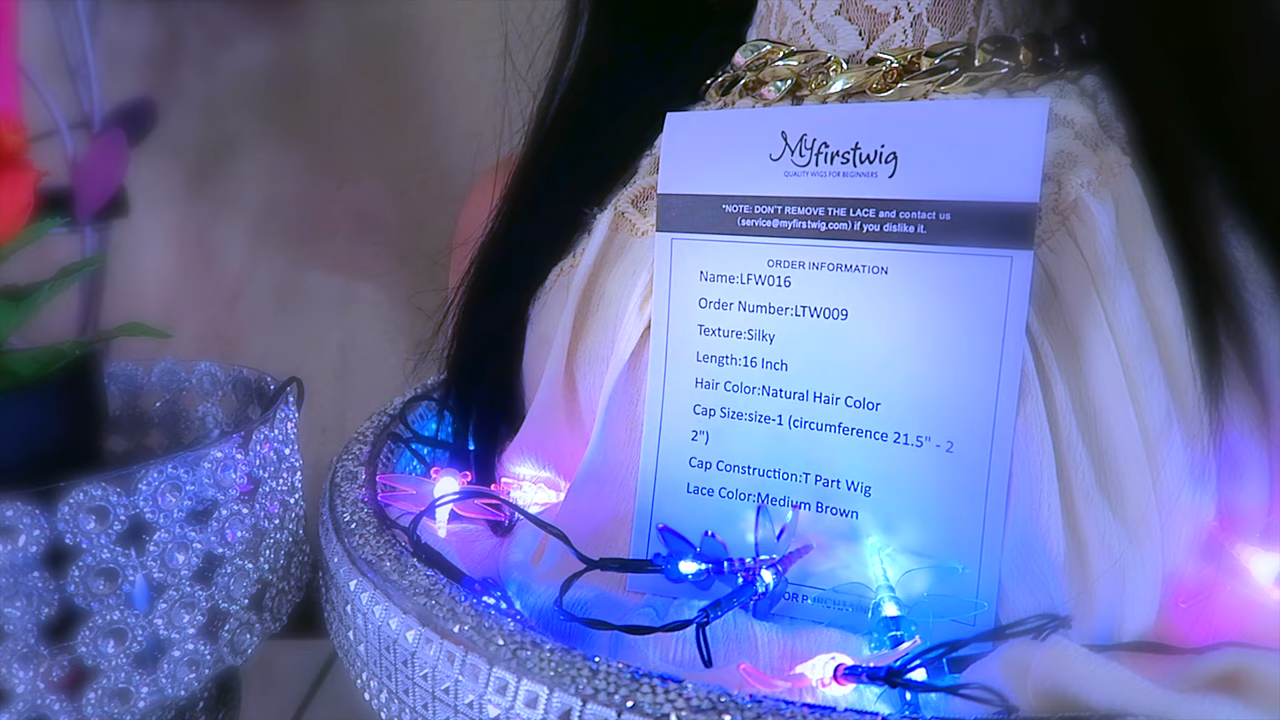 Myfirstwig
QUALITY WIGS FOR BEGINNERS
*NOTE: DON'T REMOVE THE LACE and contact us
(service@myfirstwig.com) if you dislike it.
ORDER INFORMATION
Name:LFW016
Order Number:LTW009
Texture:Silky
Length:16 Inch
Hair Color:Natural Hair Color
Cap Size:size-1 (circumference 21.5" - 2
2")
Cap Construction:T Part Wig
Lace Color:Medium Brown